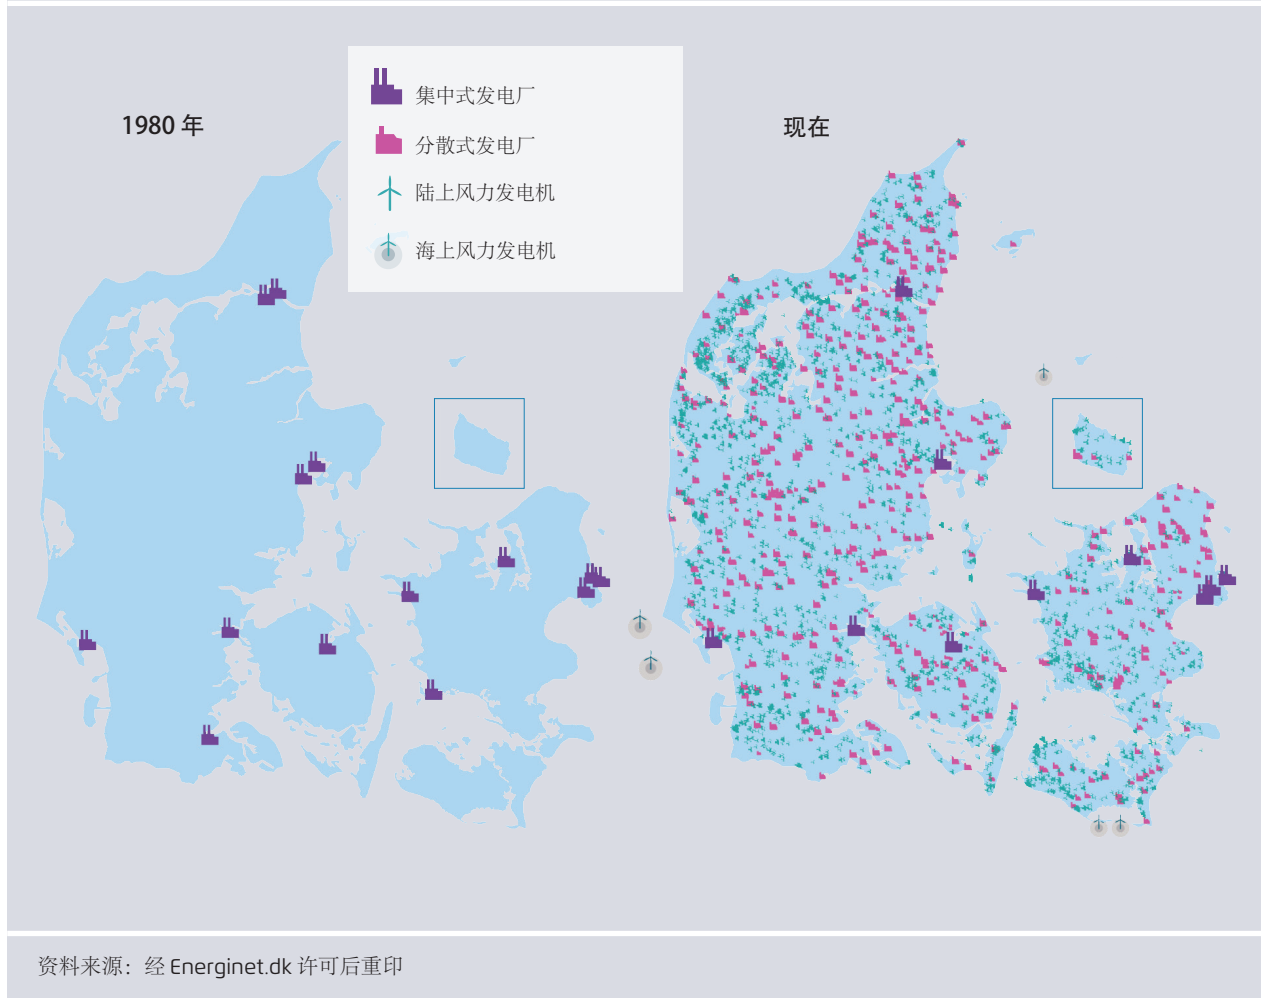 1980 年
集中式发电厂
分散式发电厂
陆上风力发电机
海上风力发电机
现在
资料来源：经 Energinet.dk 许可后重印